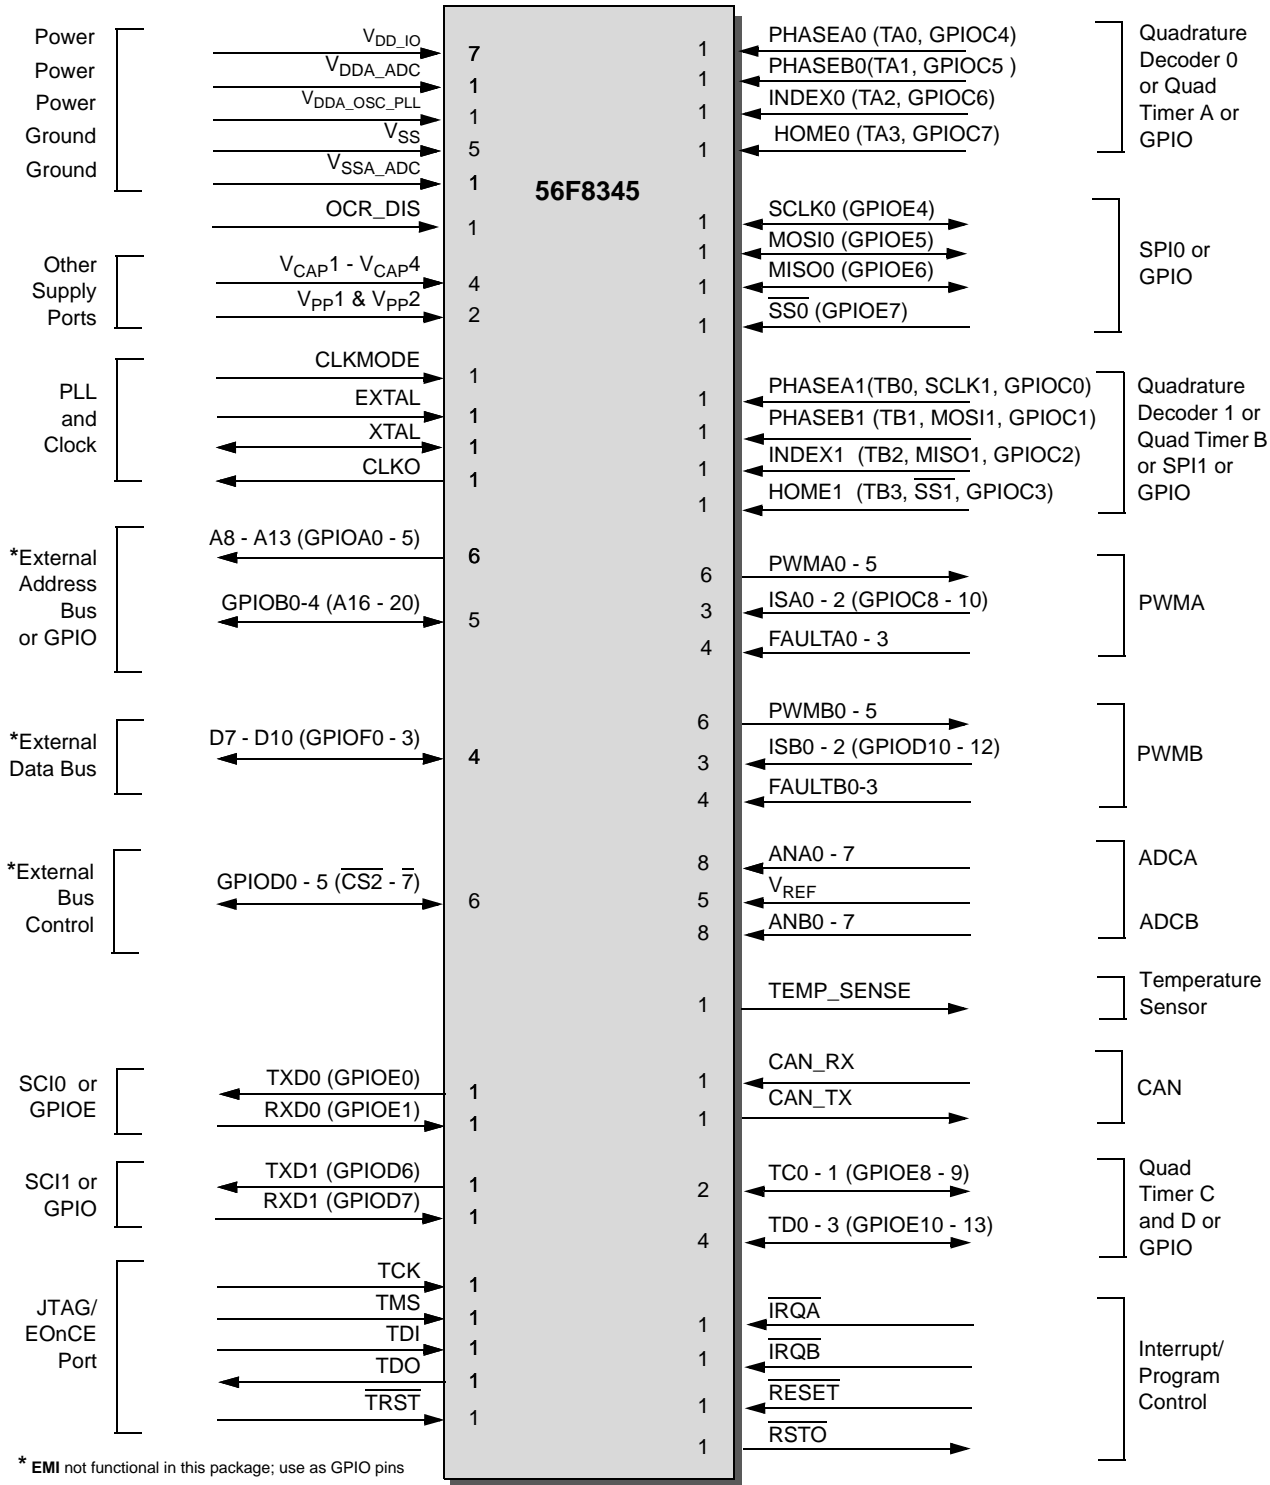 56F8345
Power
Power
Power
Ground
Ground
VDD_IO
7
VDDA_ADC
1
VDDA_OSC_PLL
1
VSS
5
VSSA_ADC
1
OCR_DIS
1
Other
Supply
Ports
VCAP1 - VCAP4
4
VPP1 & VPP2
2
PLL
and
Clock
CLKMODE
1
EXTAL
1
XTAL
1
CLKO
1
*External
Address
Bus
or GPIO
A8 - A13 (GPIOA0 - 5)
6
GPIOB0-4 (A16 - 20)
5
*External
Data Bus
D7 - D10 (GPIOF0 - 3)
4
*External
Bus
Control
GPIOD0 - 5 (C̅S̅2̅ - 7̅)
6
SCI0 or
GPIOE
TXD0 (GPIOE0)
1
RXD0 (GPIOE1)
1
SCI1 or
GPIO
TXD1 (GPIOD6)
1
RXD1 (GPIOD7)
1
JTAG/
EOnCE
Port
TCK
1
TMS
1
TDI
1
TDO
1
T̅R̅S̅T̅
1
* EMI not functional in this package; use as GPIO pins
1
PHASEA0 (TA0, GPIOC4)
1
PHASEB0(TA1, GPIOC5 )
1
INDEX0 (TA2, GPIOC6)
1
HOME0 (TA3, GPIOC7)
Quadrature
Decoder 0
or Quad
Timer A or
GPIO
1
SCLK0 (GPIOE4)
1
MOSI0 (GPIOE5)
1
MISO0 (GPIOE6)
1
S̅S̅0̅ (GPIOE7)
SPI0 or
GPIO
1
PHASEA1(TB0, SCLK1, GPIOC0)
1
PHASEB1 (TB1, MOSI1, GPIOC1)
1
INDEX1 (TB2, MISO1, GPIOC2)
1
HOME1 (TB3, S̅S̅1̅, GPIOC3)
Quadrature
Decoder 1 or
Quad Timer B
or SPI1 or
GPIO
6
PWMA0 - 5
3
ISA0 - 2 (GPIOC8 - 10)
4
FAULTA0 - 3
PWMA
6
PWMB0 - 5
3
ISB0 - 2 (GPIOD10 - 12)
4
FAULTB0-3
PWMB
8
ANA0 - 7
5
VREF
8
ANB0 - 7
ADCA
ADCB
1
TEMP_SENSE
Temperature
Sensor
1
CAN_RX
1
CAN_TX
CAN
2
TC0 - 1 (GPIOE8 - 9)
4
TD0 - 3 (GPIOE10 - 13)
Quad
Timer C
and D or
GPIO
1
I̅R̅Q̅A̅
1
I̅R̅Q̅B̅
1
R̅E̅S̅E̅T̅
1
R̅S̅T̅O̅
Interrupt/
Program
Control